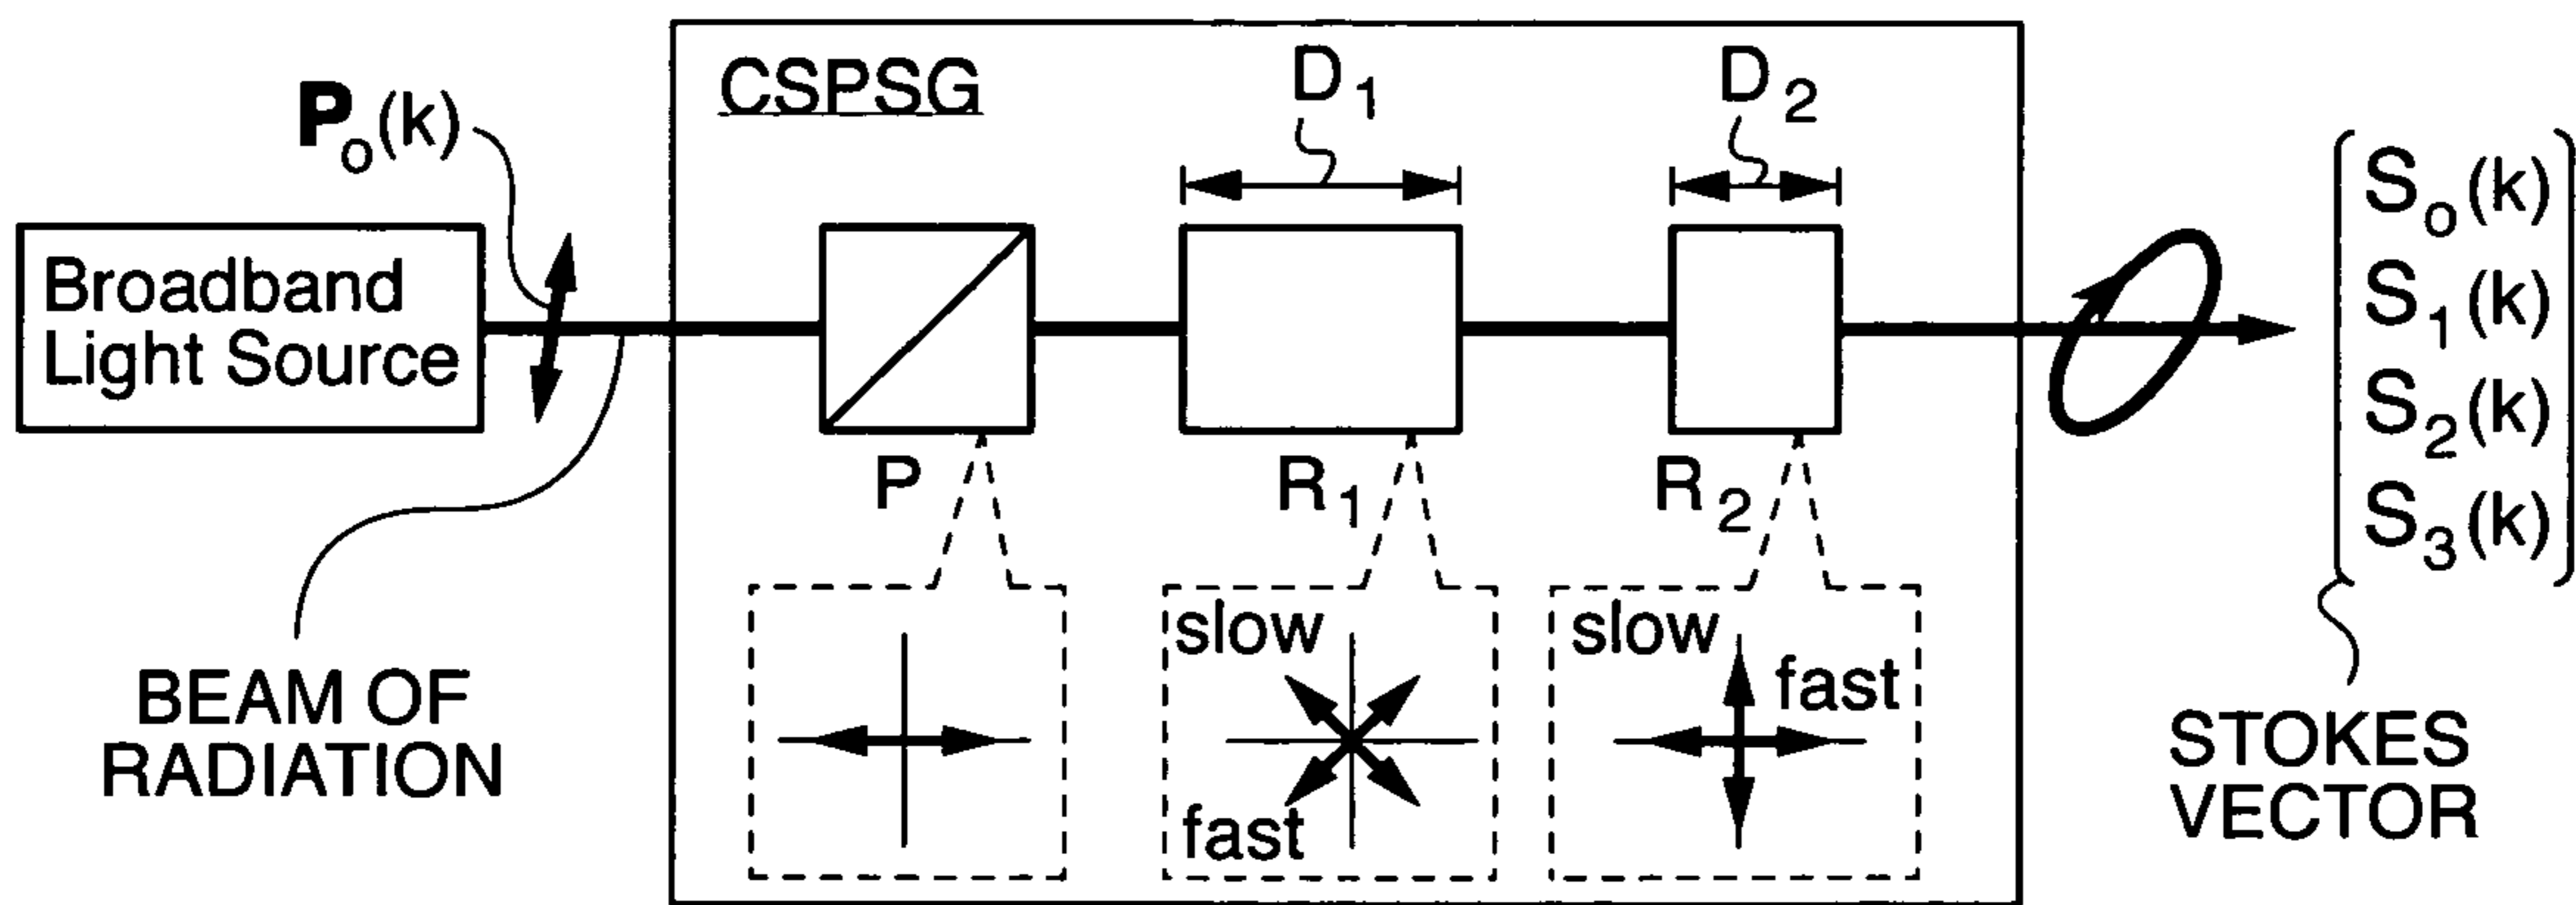 CSPSG
D1
D2
Po(k)
Broadband
Light Source
P
R1
R2
So(k)
S1(k)
S2(k)
S3(k)
slow
fast
slow
fast
BEAM OF
RADIATION
STOKES
VECTOR